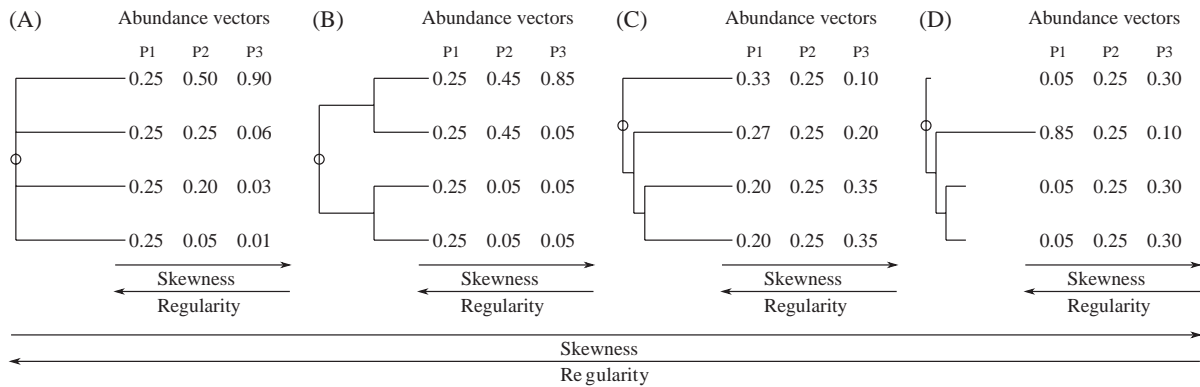 (A) Abundance vectors (B) Abundance vectors (C) Abundance vectors (D) Abundance vectors
P1 P2 P3 P1 P2 P3 P1 P2 P3 P1 P2 P3
0.25 0.50 0.90 0.25 0.45 0.85 0.33 0.25 0.10 0.05 0.25 0.30
0.25 0.25 0.06 0.25 0.45 0.05 0.27 0.25 0.20 0.85 0.25 0.10
0.25 0.20 0.03 0.25 0.05 0.05 0.20 0.25 0.35 0.05 0.25 0.30
0.25 0.05 0.01 0.25 0.05 0.05 0.20 0.25 0.35 0.05 0.25 0.30
Skewness Skewness Skewness Skewness
Regularity Regularity Regularity Regularity
Skewness
Re gularity